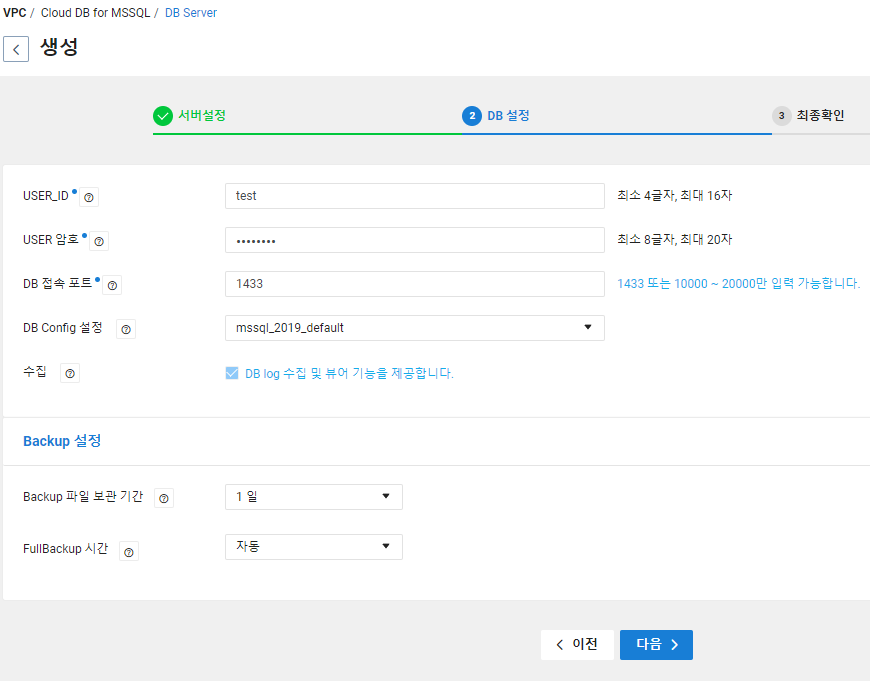 VPC / Cloud DB for MSSQL / DB Server
생성
서버설정
2 DB 설정
3 최종확인
USER_ID test 최소 4글자, 최대 16자
USER 암호 •••••••• 최소 8글자, 최대 20자
DB 접속 포트 1433 1433 또는 10000 ~ 20000만 입력 가능합니다.
DB Config 설정 mssql_2019_default
수집 DB log 수집 및 뷰어 기능를 제공합니다.
Backup 설정
Backup 파일 보관 기간 1 일
FullBackup 시간 자동
이전 다음